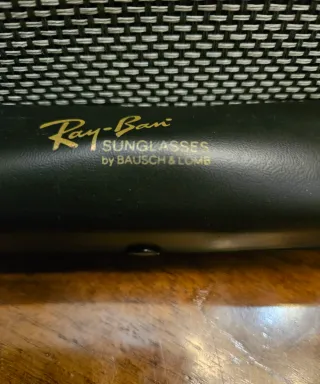 Ray-Ban
SUNGLASSES
by BAUSCH & LOMB